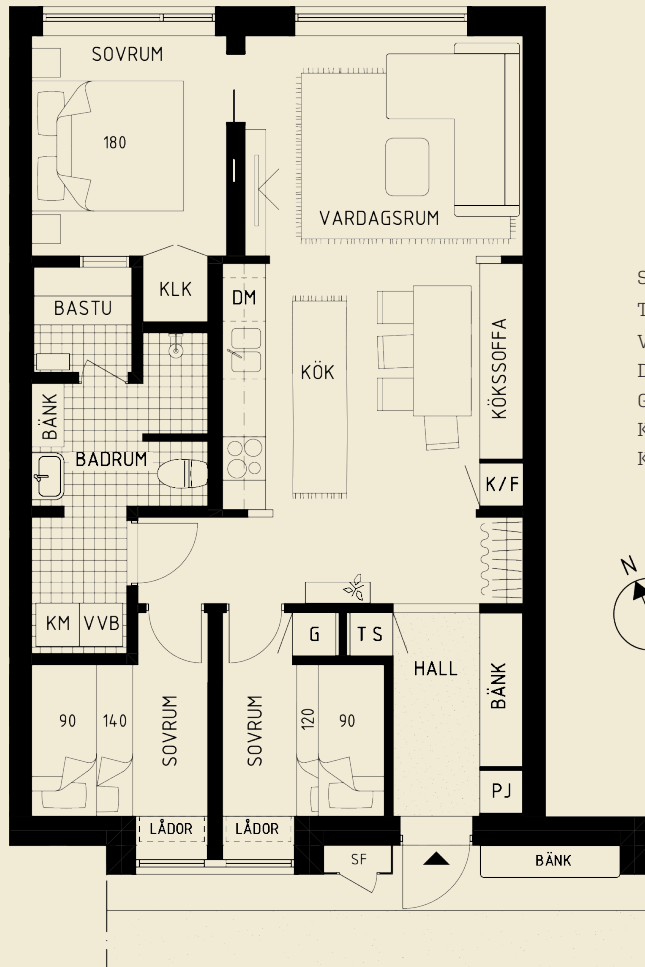 SOVRUM
180
VARDAGSRUM
S
T
V
D
G
K
K
KLK
DM
BASTU
KÖK
KÖKSSOFFA
BÄNK
BADRUM
K/F
N
KM
VVB
G
TS
HALL
BÄNK
90
140
SOVRUM
SOVRUM
120
90
PJ
LÅDOR
LÅDOR
SF
BÄNK